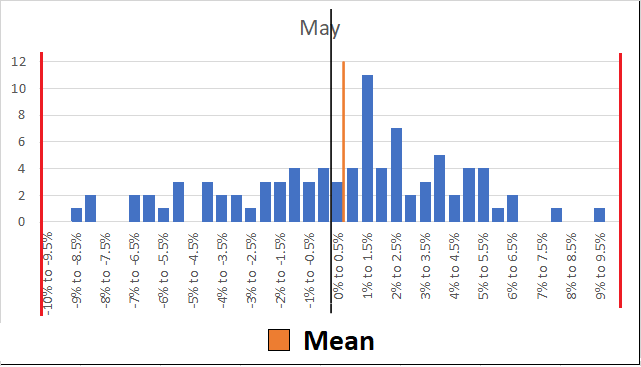 May
12
10
8
6
4
2
0
-10% to -9.5%
-9% to -8.5%
-8% to -7.5%
-7% to -6.5%
-6% to -5.5%
-5% to -4.5%
-4% to -3.5%
-3% to -2.5%
-2% to -1.5%
-1% to -0.5%
0% to 0.5%
1% to 1.5%
2% to 2.5%
3% to 3.5%
4% to 4.5%
5% to 5.5%
6% to 6.5%
7% to 7.5%
8% to 8.5%
9% to 9.5%
Mean